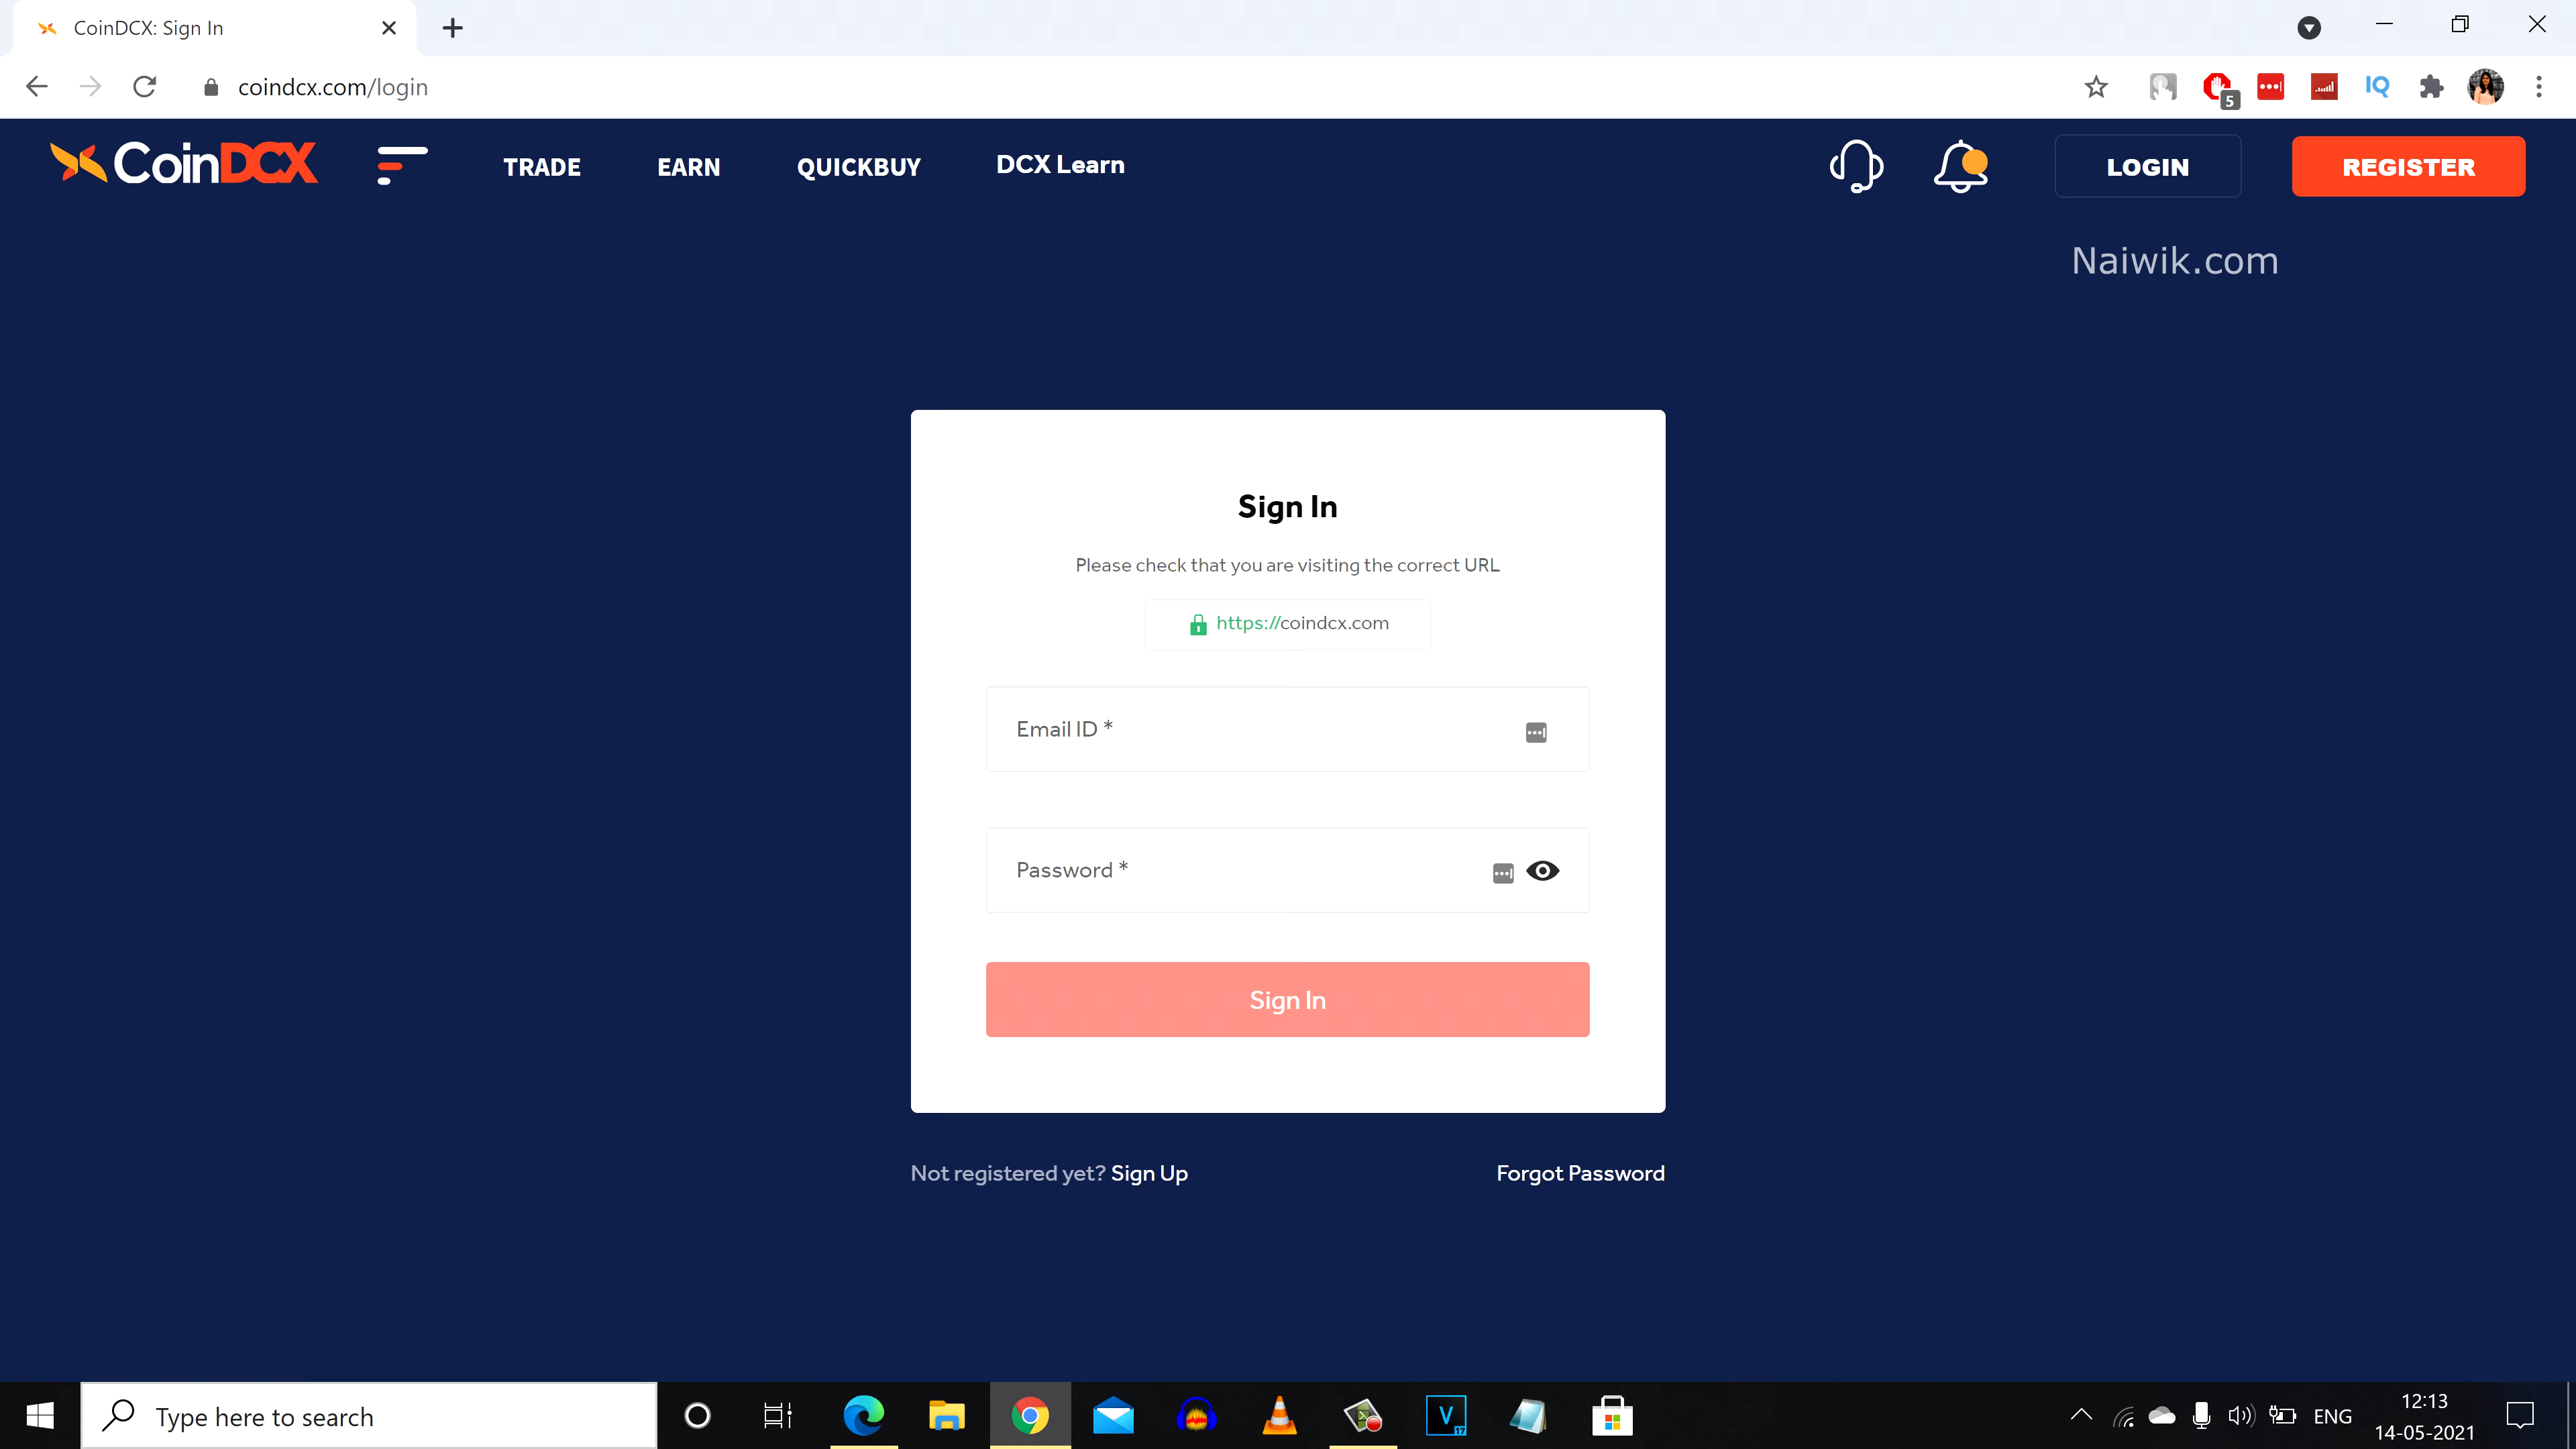 CoinDCX: Sign In
coindcx.com/login
5
IQ
CoinDCX
TRADE
EARN
QUICKBUY
DCX Learn
LOGIN
REGISTER
Naiwik.com
Sign In
Please check that you are visiting the correct URL
https://coindcx.com
Email ID *
Password *
Sign In
Not registered yet? Sign Up
Forgot Password
Type here to search
V
17
ENG
12:13
14-05-2021